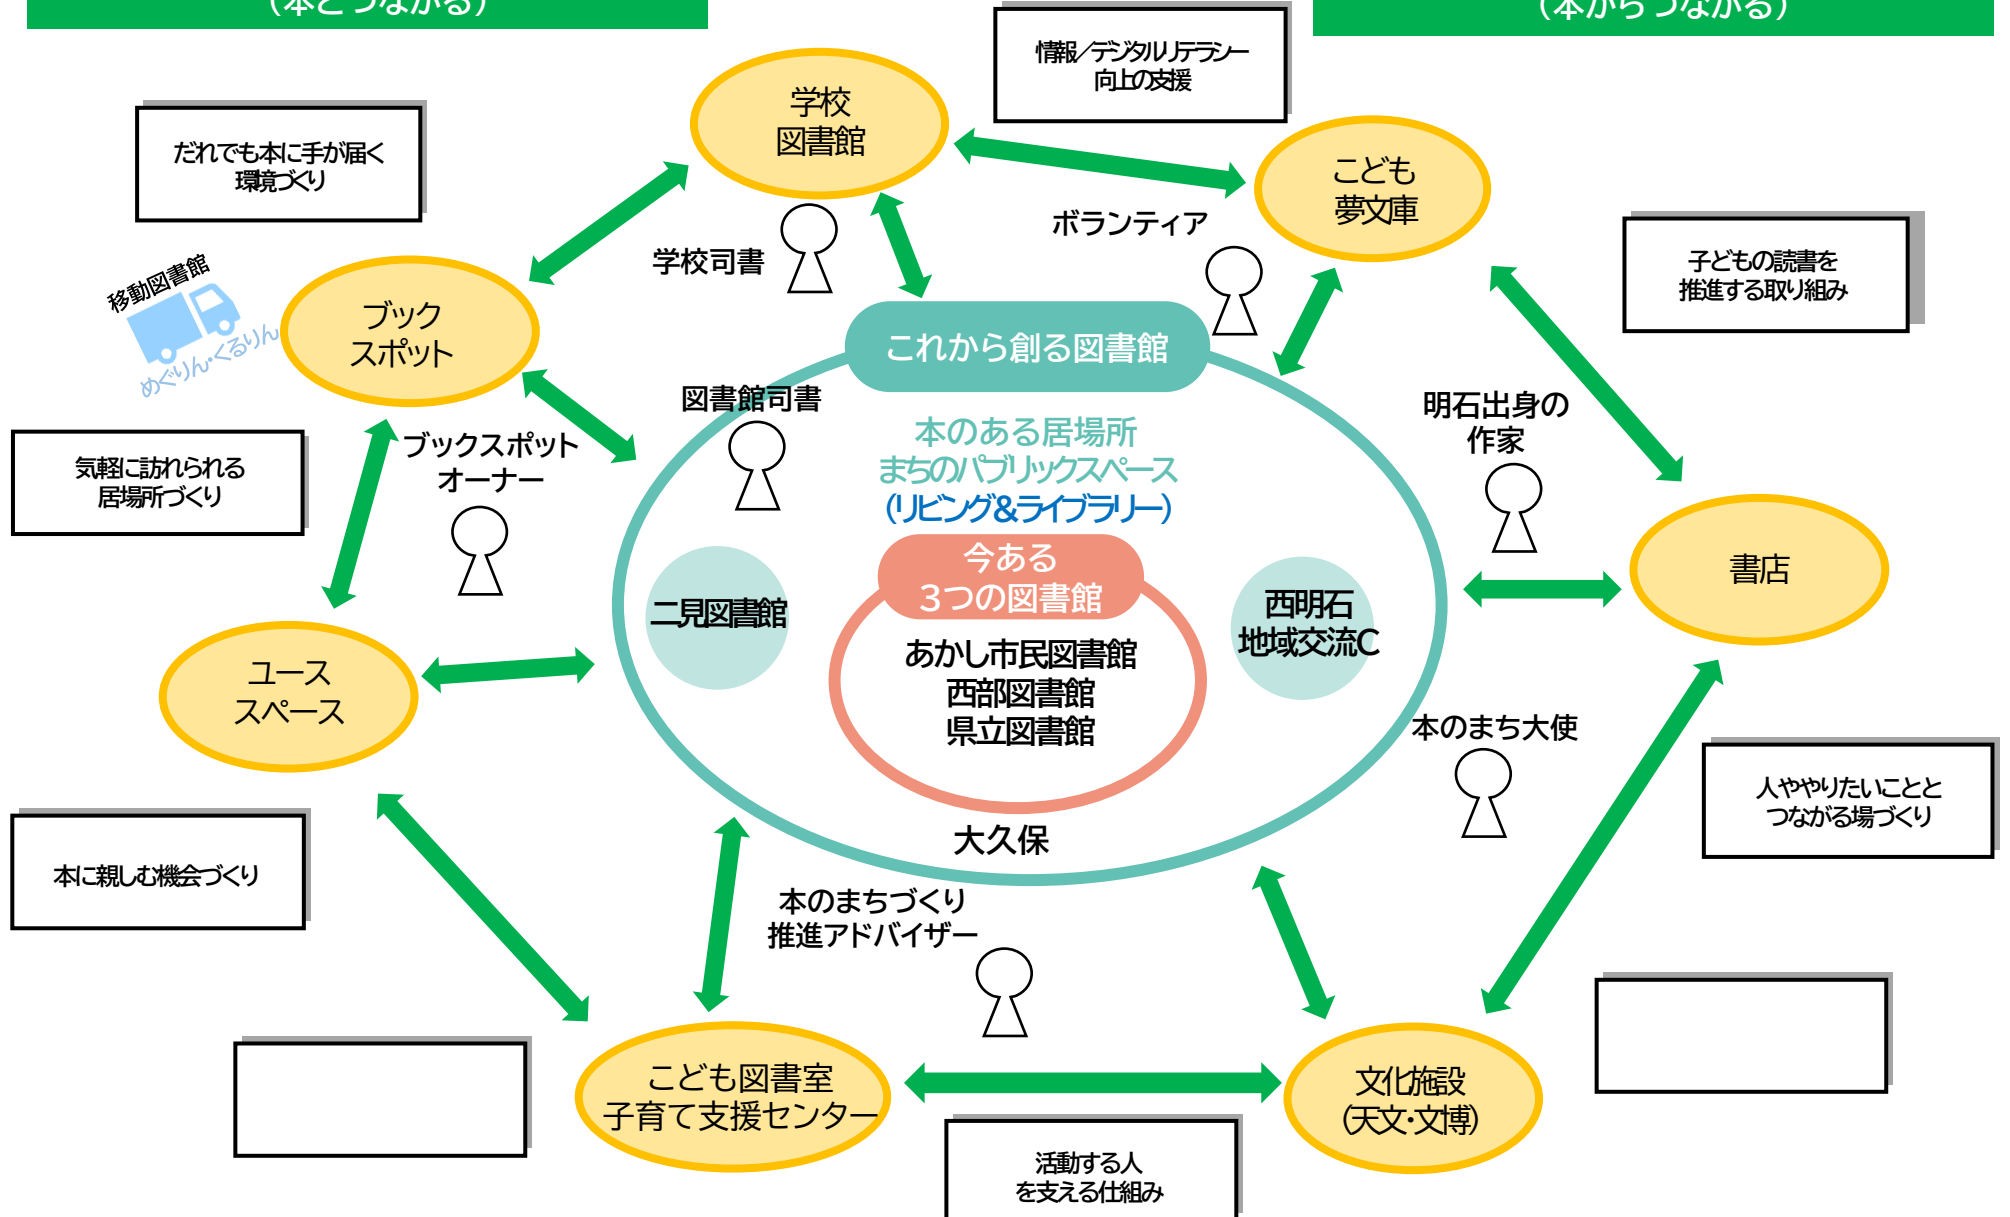 （本とつながる）
（本からつながる）
情報／デジタルリテラシー
向上の支援
学校
図書館
だれでも本に手が届く
環境づくり
こども
夢文庫
ボランティア
学校司書
子どもの読書を
推進する取り組み
移動図書館
めぐりん・くるりん
ブック
スポット
これから創る図書館
図書館司書
明石出身の
作家
本のある居場所
まちのパブリックスペース
（リビング＆ライブラリー）
ブックスポット
オーナー
気軽に訪れられる
居場所づくり
今ある
３つの図書館
書店
二見図書館
西明石
地域交流C
あかし市民図書館
西部図書館
県立図書館
ユース
スペース
本のまち大使
人ややりたいことと
つながる場づくり
大久保
本に親しむ機会づくり
本のまちづくり
推進アドバイザー
こども図書室
子育て支援センター
文化施設
（天文・文博）
活動する人
を支える仕組み